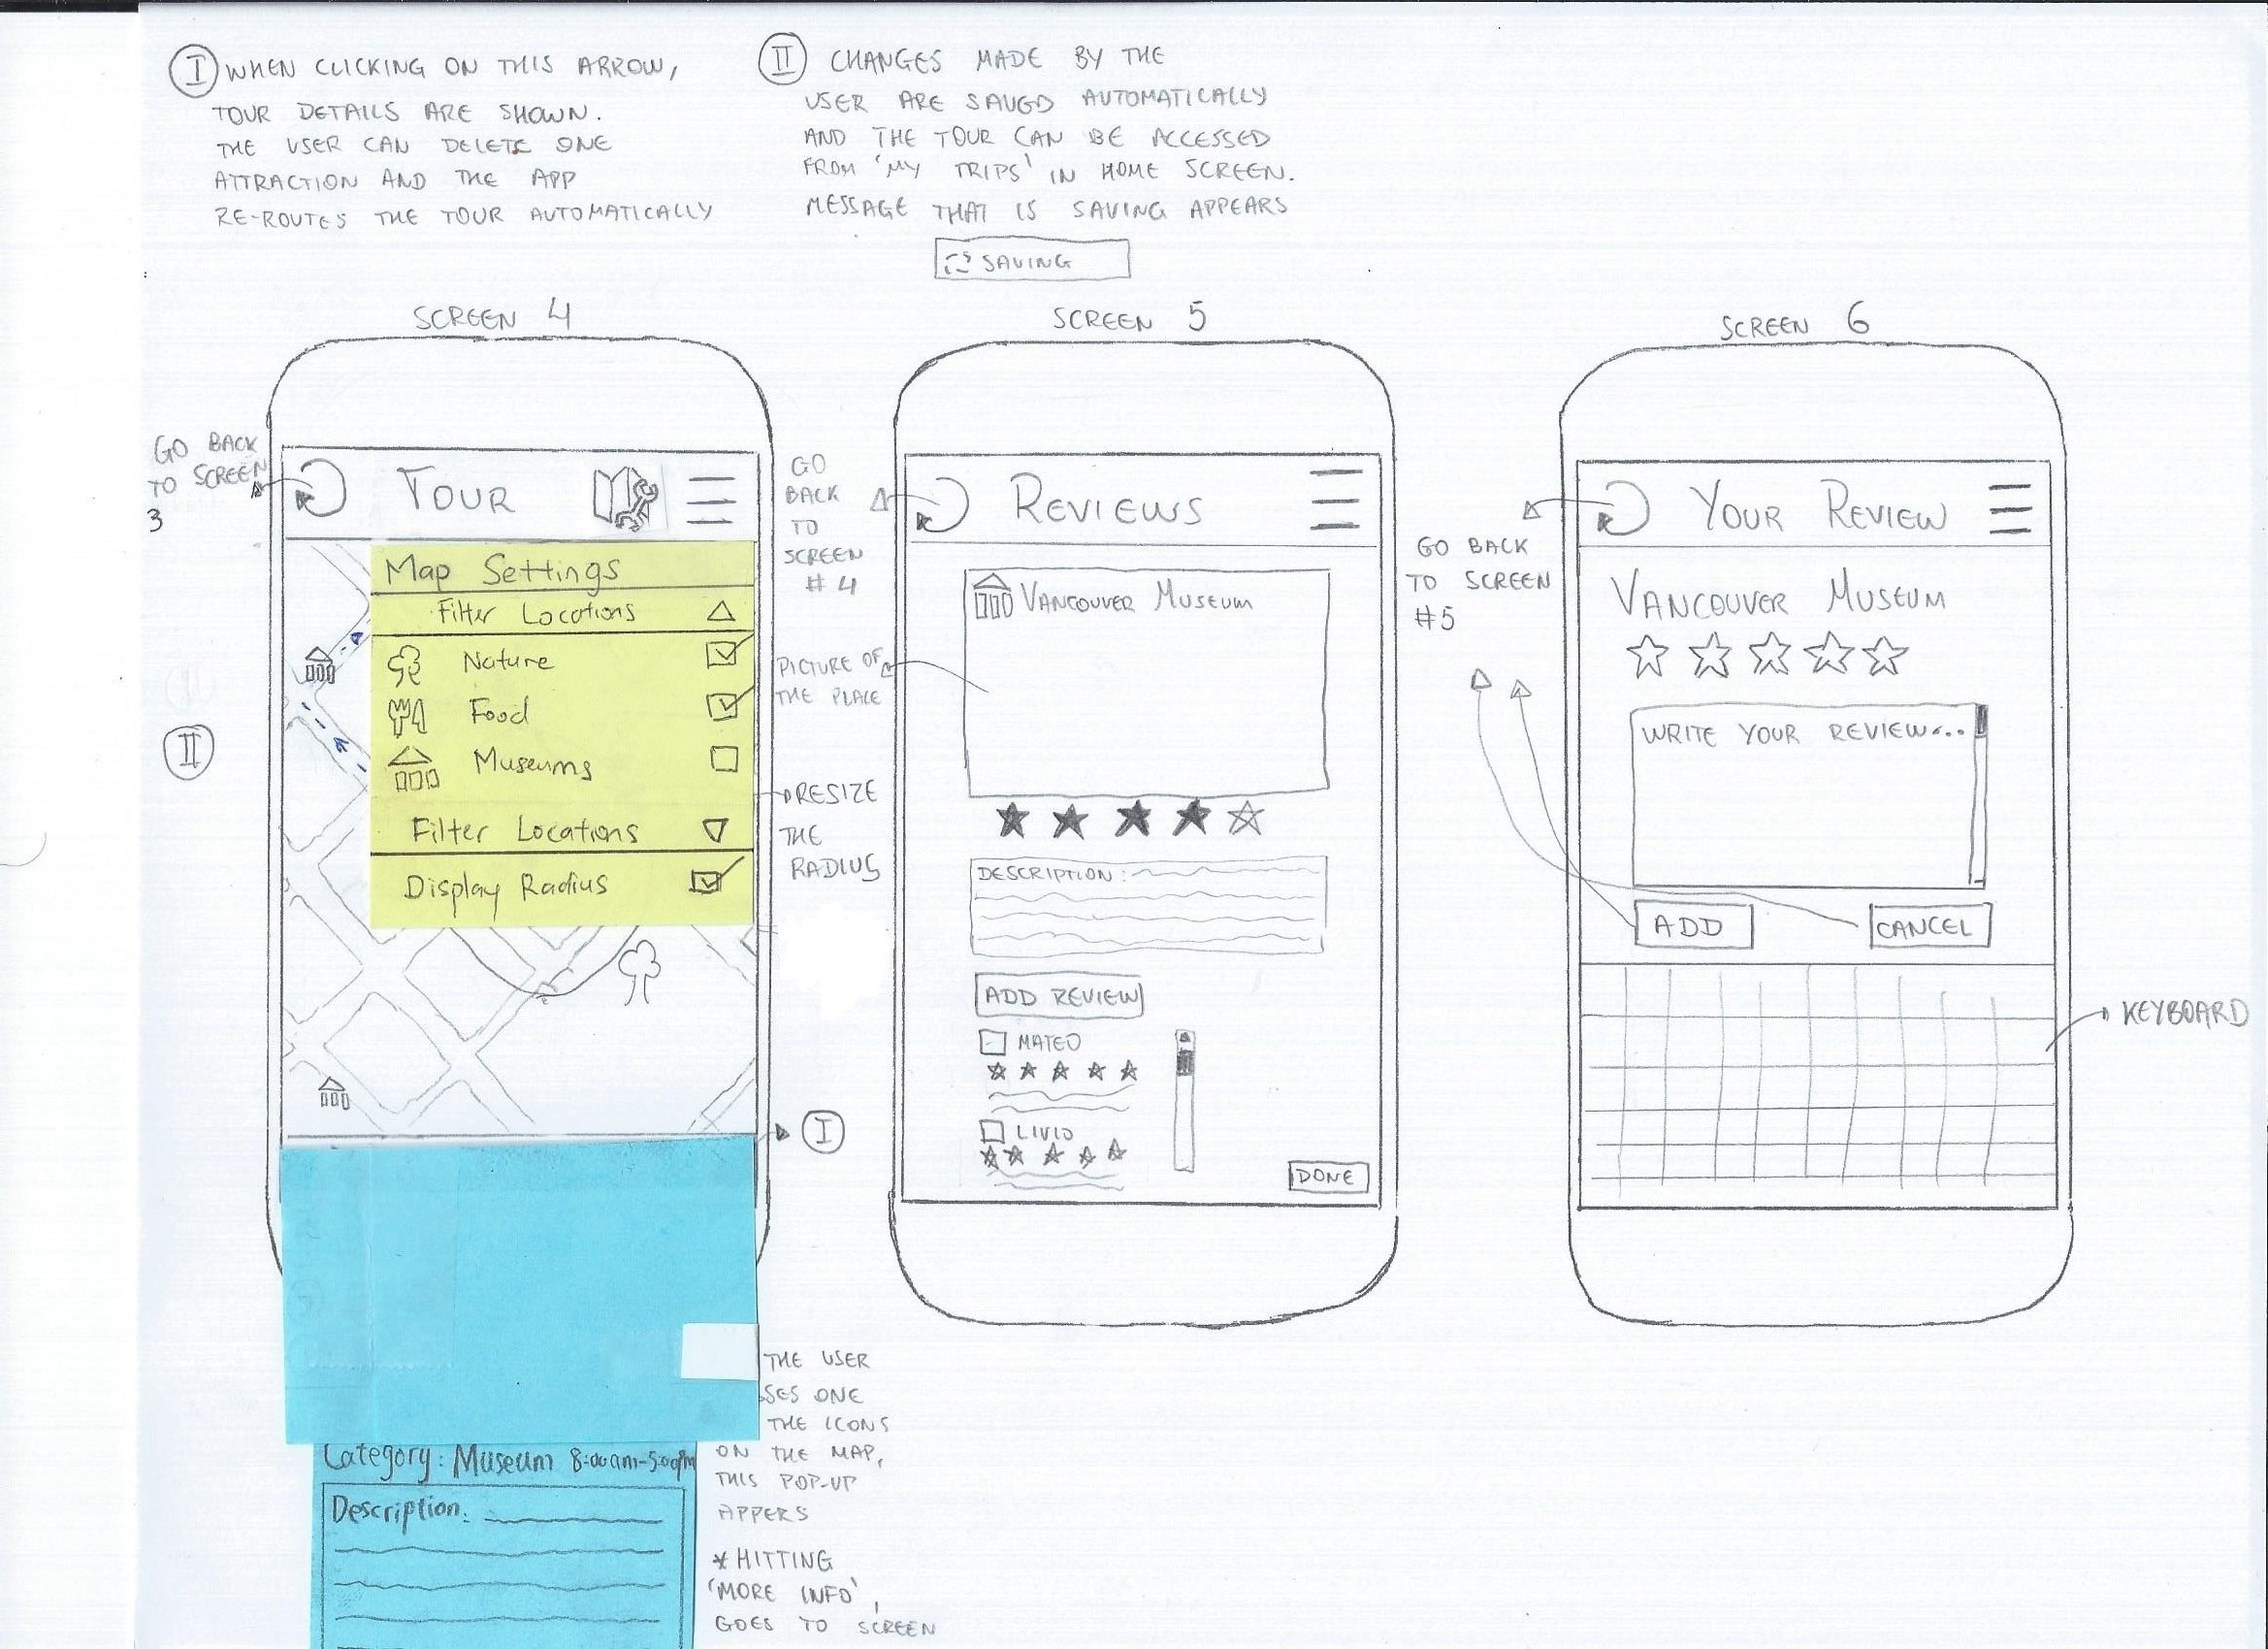 I WHEN CLICKING ON THIS ARROW,
TOUR DETAILS ARE SHOWN.
THE USER CAN DELETE ONE
ATTRACTION AND THE APP
RE-ROUTES THE TOUR AUTOMATICALLY
II CHANGES MADE BY THE
USER ARE SAVED AUTOMATICALLY
AND THE TOUR CAN BE ACCESSED
FROM 'MY TRIPS' IN HOME SCREEN.
MESSAGE THAT IS SAVING APPEARS
SAVING
SCREEN 4
GO BACK
TO SCREEN
3
TOUR
Map Settings
Filter Locations
Nature
Food
Museums
Filter Locations
Display Radius
II
RESIZE
THE
RADIUS
I
THE USER
SES ONE
THE ICONS
ON THE MAP,
THIS POP-UP
APPERS
*HITTING
'MORE INFO',
GOES TO SCREEN
Category: Museum 8:00am-5:00pm
Description:
SCREEN 5
GO
BACK
TO
SCREEN
#4
REVIEWS
VANCOUVER MUSEUM
PICTURE OF
THE PLACE
DESCRIPTION:
ADD REVIEW
MATEO
LIVIO
DONE
SCREEN 6
GO BACK
TO SCREEN
#5
YOUR REVIEW
VANCOUVER MUSEUM
WRITE YOUR REVIEW...
ADD
CANCEL
KEYBOARD